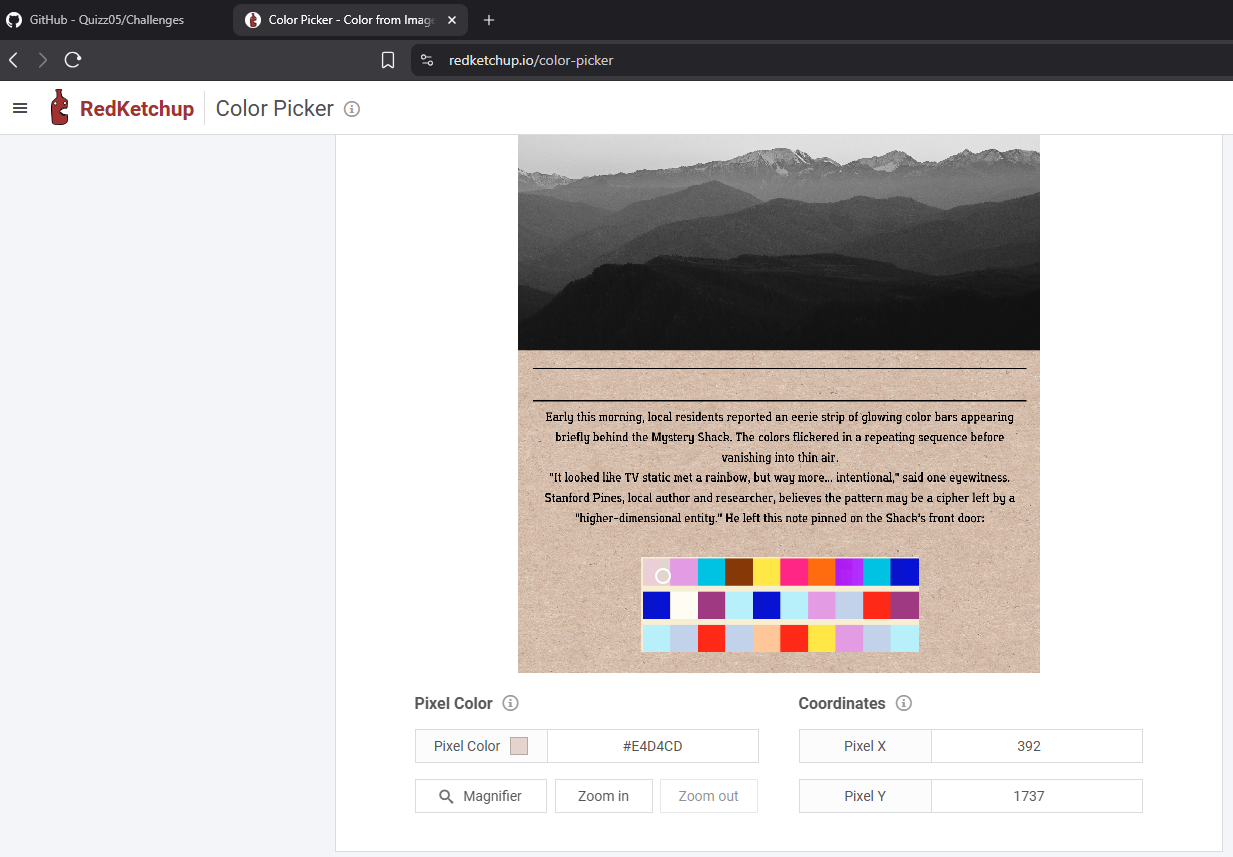 GitHub - Quizz05/Challenges
Color Picker - Color from Imag
redketchup.io/color-picker
RedKetchup
Color Picker
Early this morning, local residents reported an eerie strip of glowing color bars appearing
briefly behind the Mystery Shack. The colors flickered in a repeating sequence before
vanishing into thin air.
"It looked like TV static met a rainbow, but way more... intentional," said one eyewitness.
Stanford Pines, local author and researcher, believes the pattern may be a cipher left by a
"higher-dimensional entity." He left this note pinned on the Shack's front door:
Pixel Color
Coordinates
Pixel Color
#E4D4CD
Pixel X
392
Magnifier
Zoom in
Zoom out
Pixel Y
1737